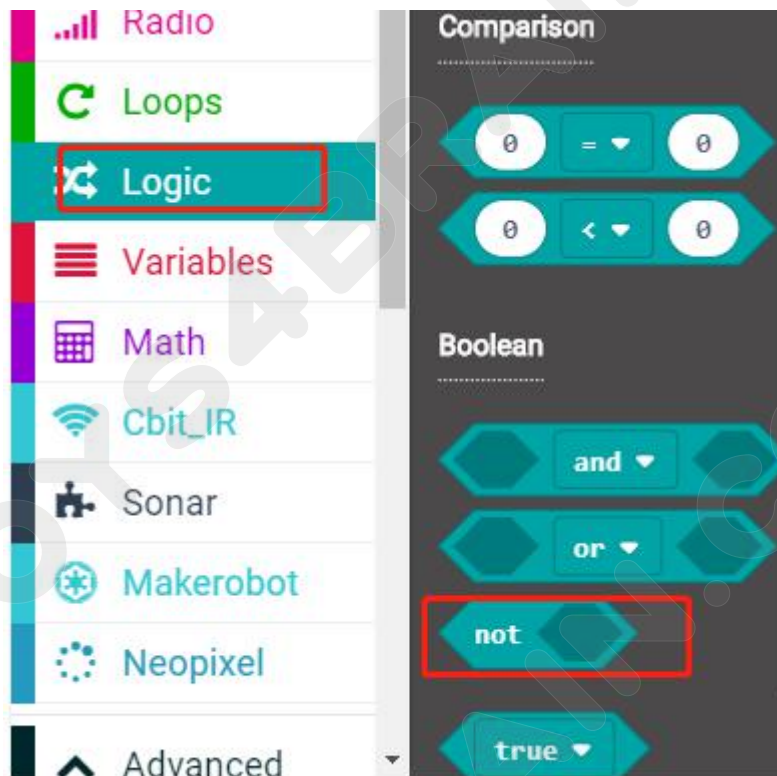 Radio
Loops
Logic
Variables
Math
Cbit_IR
Sonar
Makerobot
Neopixel
Advanced
Comparison
0 = 0
0 < 0
Boolean
and
or
not
true